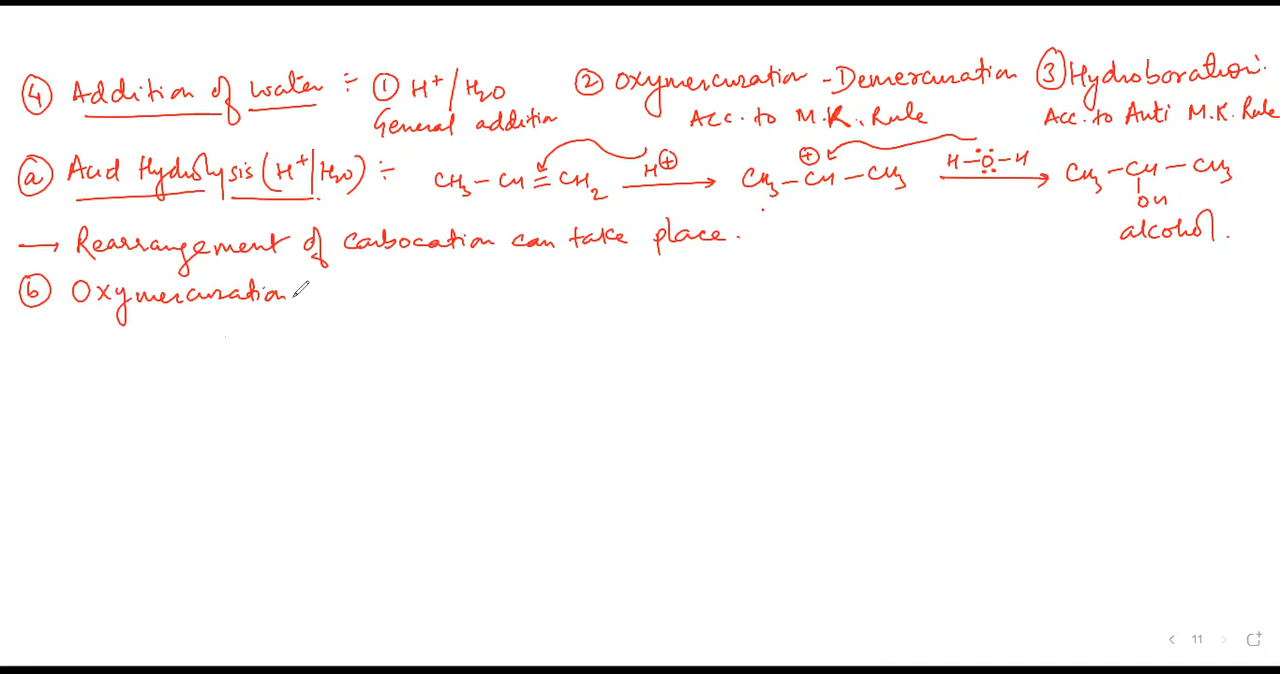 ④ Addition of water :- ① H⁺/H₂O ② Oxymercuration - Demercuration ③ Hydroboration:
General addition Acc. to M.K. Rule Acc. to Anti M.K. Rule
ⓐ Acid Hydrolysis (H⁺/H₂O) :- CH₃-CH=CH₂ H⊕ → CH₃-CH⊕-CH₃ H-Ö-H → CH₃-CH-CH₃
OH
alcohol.
→ Rearrangement of Carbocation can take place.
ⓑ Oxymercuration
11